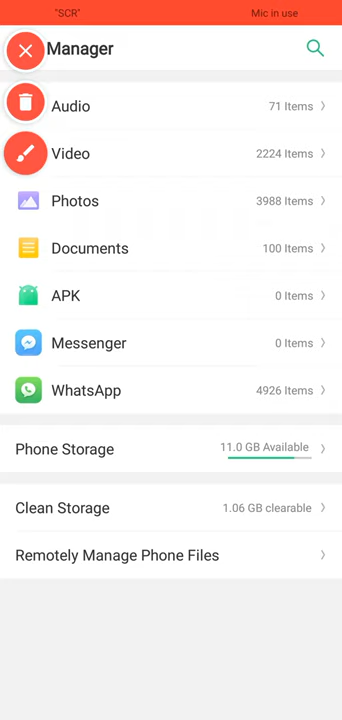 "SCR" Mic in use
Manager
Audio 71 Items
Video 2224 Items
Photos 3988 Items
Documents 100 Items
APK 0 Items
Messenger 0 Items
WhatsApp 4926 Items
Phone Storage 11.0 GB Available
Clean Storage 1.06 GB clearable
Remotely Manage Phone Files